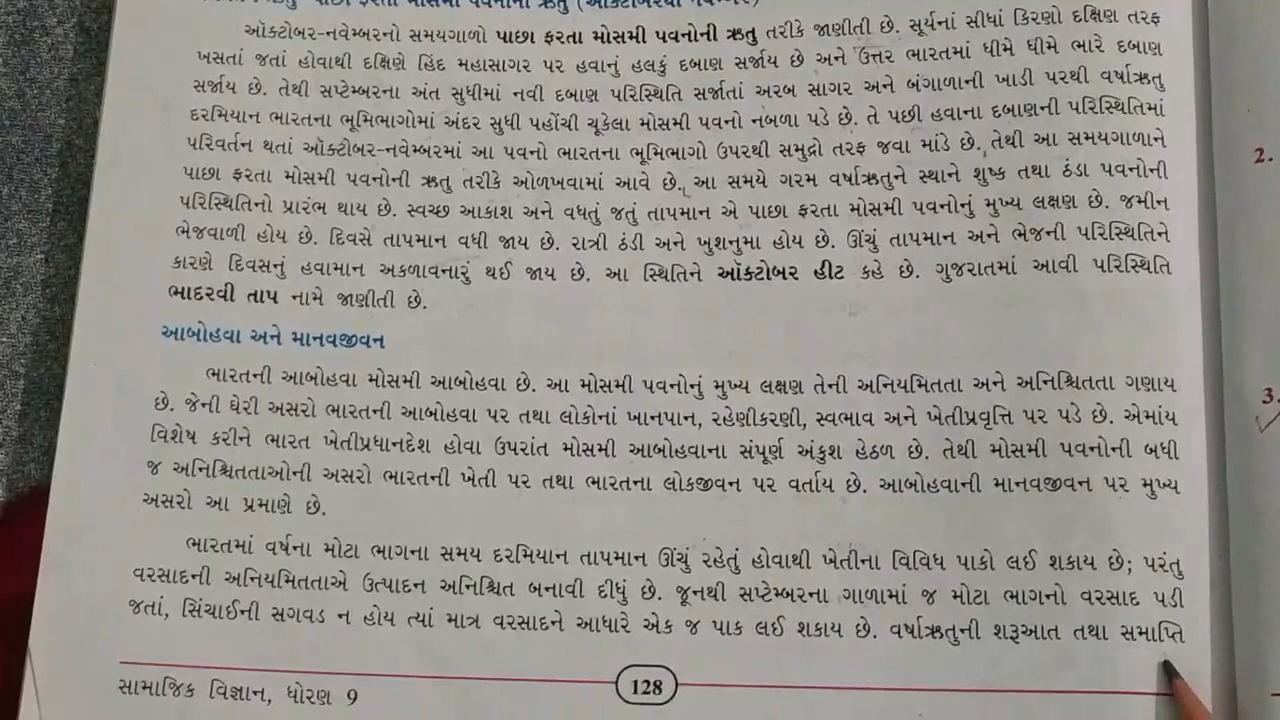 પાછા ફરતા મોસમી પવનોની ઋતુ (ઑક્ટોબરથી નવેમ્બર)
ઑક્ટોબર-નવેમ્બરનો સમયગાળો પાછા ફરતા મોસમી પવનોની ઋતુ તરીકે જાણીતી છે. સૂર્યનાં સીધાં કિરણો દક્ષિણ તરફ
ખસતાં જતાં હોવાથી દક્ષિણે હિંદ મહાસાગર પર હવાનું હલકું દબાણ સર્જાય છે અને ઉત્તર ભારતમાં ધીમે ધીમે ભારે દબાણ
સર્જાય છે. તેથી સપ્ટેમ્બરના અંત સુધીમાં નવી દબાણ પરિસ્થિતિ સર્જાતાં અરબ સાગર અને બંગાળાની ખાડી પરથી વર્ષાઋતુ
દરમિયાન ભારતના ભૂમિભાગોમાં અંદર સુધી પહોંચી ચૂકેલા મોસમી પવનો નબળા પડે છે. તે પછી હવાના દબાણની પરિસ્થિતિમાં
પરિવર્તન થતાં ઑક્ટોબર-નવેમ્બરમાં આ પવનો ભારતના ભૂમિભાગો ઉપરથી સમુદ્રો તરફ જવા માંડે છે. તેથી આ સમયગાળાને
પાછા ફરતા મોસમી પવનોની ઋતુ તરીકે ઓળખવામાં આવે છે. આ સમયે ગરમ વર્ષાઋતુને સ્થાને શુષ્ક તથા ઠંડા પવનોની
પરિસ્થિતિનો પ્રારંભ થાય છે. સ્વચ્છ આકાશ અને વધતું જતું તાપમાન એ પાછા ફરતા મોસમી પવનોનું મુખ્ય લક્ષણ છે. જમીન
ભેજવાળી હોય છે. દિવસે તાપમાન વધી જાય છે. રાત્રી ઠંડી અને ખુશનુમા હોય છે. ઊંચું તાપમાન અને ભેજની પરિસ્થિતિને
કારણે દિવસનું હવામાન અકળાવનારું થઈ જાય છે. આ સ્થિતિને ઑક્ટોબર હીટ કહે છે. ગુજરાતમાં આવી પરિસ્થિતિ
ભાદરવી તાપ નામે જાણીતી છે.
આબોહવા અને માનવજીવન
ભારતની આબોહવા મોસમી આબોહવા છે. આ મોસમી પવનોનું મુખ્ય લક્ષણ તેની અનિયમિતતા અને અનિશ્ચિતતા ગણાય
છે. જેની ઘેરી અસરો ભારતની આબોહવા પર તથા લોકોનાં ખાનપાન, રહેણીકરણી, સ્વભાવ અને ખેતીપ્રવૃત્તિ પર પડે છે. એમાંય
વિશેષ કરીને ભારત ખેતીપ્રધાનદેશ હોવા ઉપરાંત મોસમી આબોહવાના સંપૂર્ણ અંકુશ હેઠળ છે. તેથી મોસમી પવનોની બધી
જ અનિશ્ચિતતાઓની અસરો ભારતની ખેતી પર તથા ભારતના લોકજીવન પર વર્તાય છે. આબોહવાની માનવજીવન પર મુખ્ય
અસરો આ પ્રમાણે છે.
ભારતમાં વર્ષના મોટા ભાગના સમય દરમિયાન તાપમાન ઊંચું રહેતું હોવાથી ખેતીના વિવિધ પાકો લઈ શકાય છે; પરંતુ
વરસાદની અનિયમિતતાએ ઉત્પાદન અનિશ્ચિત બનાવી દીધું છે. જૂનથી સપ્ટેમ્બરના ગાળામાં જ મોટા ભાગનો વરસાદ પડી
જતાં, સિંચાઈની સગવડ ન હોય ત્યાં માત્ર વરસાદને આધારે એક જ પાક લઈ શકાય છે. વર્ષાઋતુની શરૂઆત તથા સમાપ્તિ
સામાજિક વિજ્ઞાન, ધોરણ 9
128
2.
3.